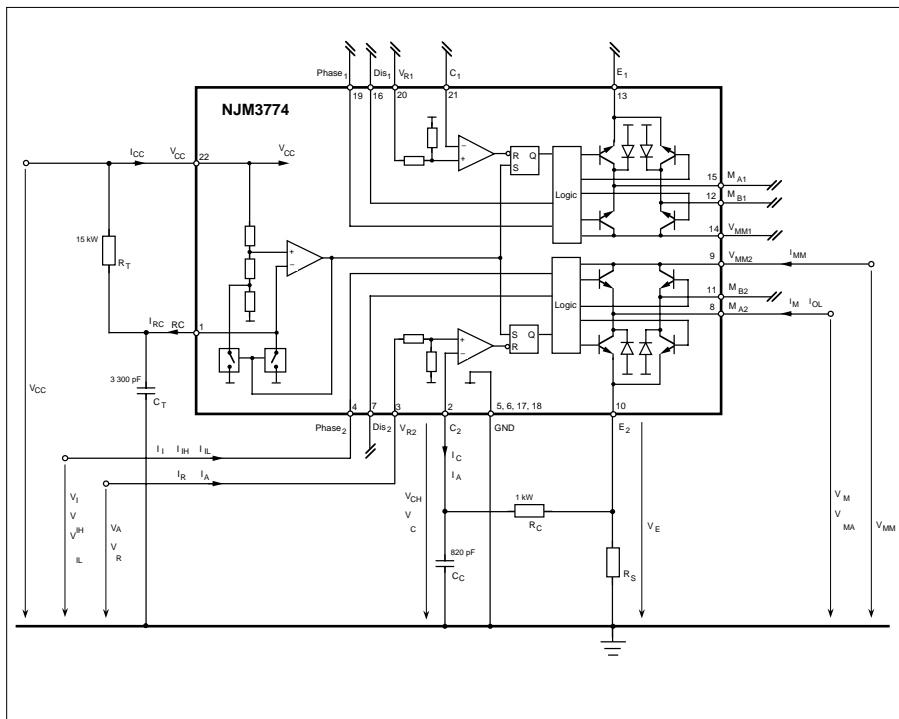 Phase1 Dis1 VR1 C1 E1
19 16 20 21 13
NJM3774
ICC VCC 22 VCC
R Q
S
Logic
15 MA1
12 MB1
14 VMM1
15 kW
RT
9 VMM2 IMM
11 MB2
8 MA2 IM IOL
Logic
S Q
R
IRC RC 1
3 300 pF
CT
VCC
4 7 3 2 5, 6, 17, 18 10
Phase2 Dis2 VR2 C2 GND E2
II IIH IIL
IR IA
IC
IA
VI
V
IH
V
IL
VA
V
R
VCH
V
C
1 kW
RC
VE
VM
V
MA
VMM
820 pF
CC
RS